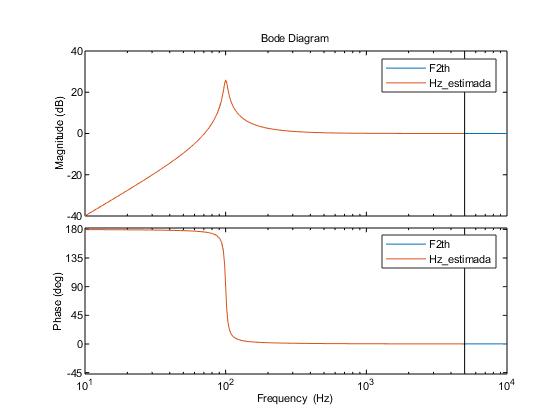 Bode Diagram
Magnitude (dB)
40
20
0
-20
-40
F2th
Hz_estimada
Phase (deg)
180
135
90
45
0
-45
F2th
Hz_estimada
10^1
10^2
10^3
10^4
Frequency (Hz)